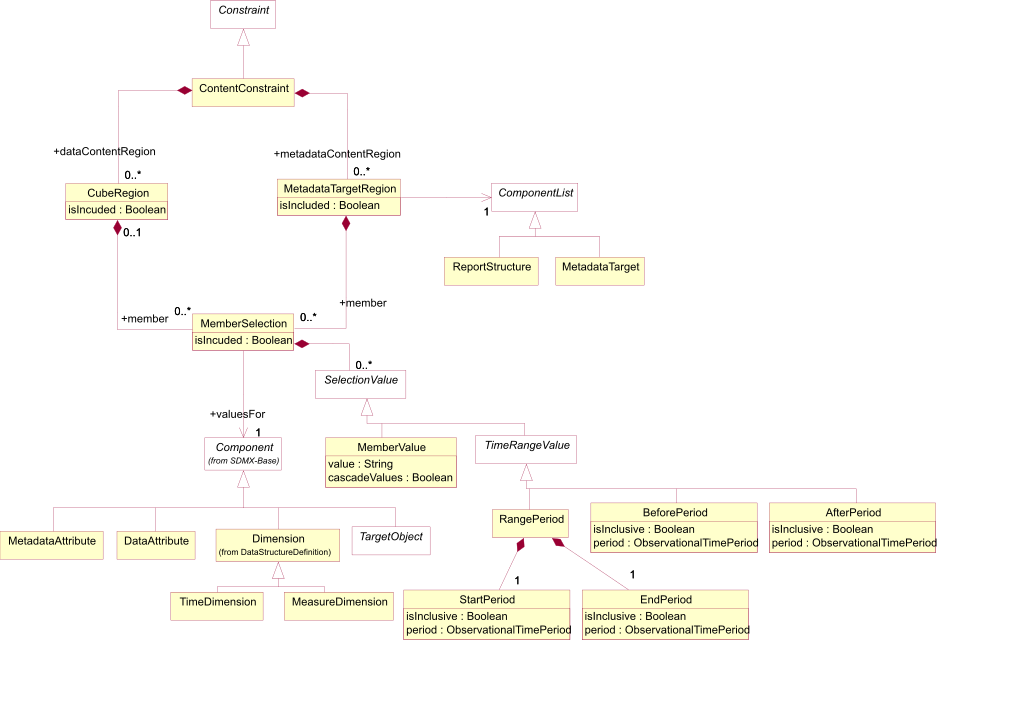 Constraint
ContentConstraint
+dataContentRegion
+metadataContentRegion
0..*
0..*
CubeRegion
isIncuded : Boolean
MetadataTargetRegion
isIncluded : Boolean
ComponentList
1
0..1
ReportStructure
MetadataTarget
+member
0..*
+member
0..*
MemberSelection
isIncuded : Boolean
0..*
SelectionValue
+valuesFor
1
Component
(from SDMX-Base)
MemberValue
value : String
cascadeValues : Boolean
TimeRangeValue
MetadataAttribute
DataAttribute
Dimension
(from DataStructureDefinition)
TargetObject
RangePeriod
BeforePeriod
isInclusive : Boolean
period : ObservationalTimePeriod
AfterPeriod
isInclusive : Boolean
period : ObservationalTimePeriod
1
1
TimeDimension
MeasureDimension
StartPeriod
isInclusive : Boolean
period : ObservationalTimePeriod
EndPeriod
isInclusive : Boolean
period : ObservationalTimePeriod